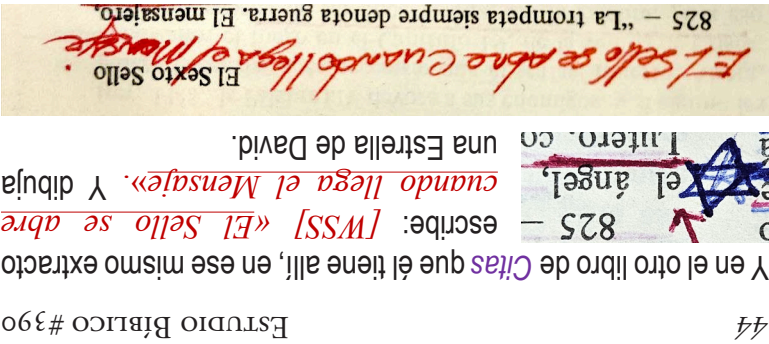 44 ESTUDIO BÍBLICO #390
Y en el otro libro de Citas que él tiene allí, en ese mismo extracto
escribe: [WSS] «El Sello se abre
cuando llega el Mensaje». Y dibuja
una Estrella de David.
825 –
el ángel,
Lutero. co
El Sexto Sello
El Sello se abre Cuando llega el Mensaje
825 – "La trompeta siempre denota guerra. El mensajero,